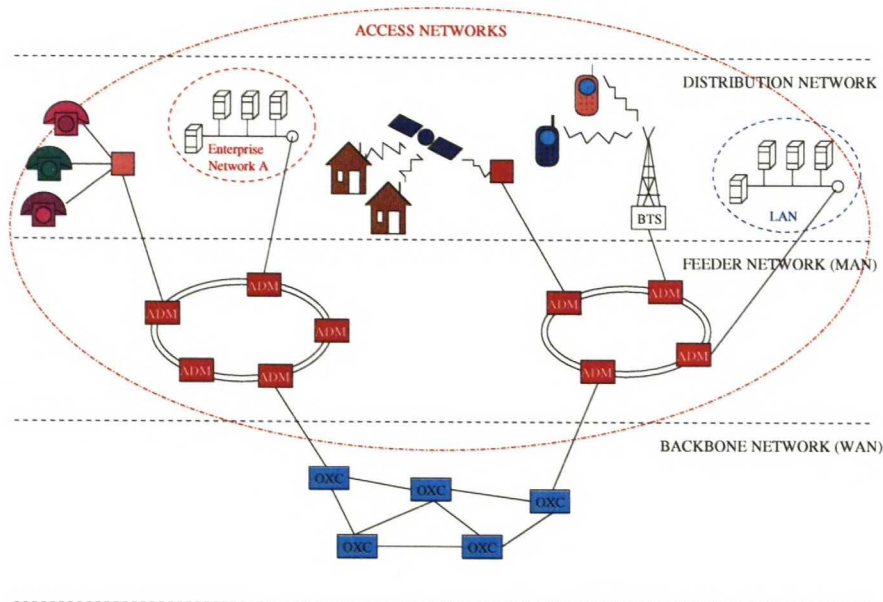 ACCESS NETWORKS
DISTRIBUTION NETWORK
Enterprise
Network A
BTS
LAN
FEEDER NETWORK (MAN)
ADM
ADM
ADM
ADM
ADM
ADM
ADM
ADM
ADM
BACKBONE NETWORK (WAN)
OXC
OXC
OXC
OXC
OXC